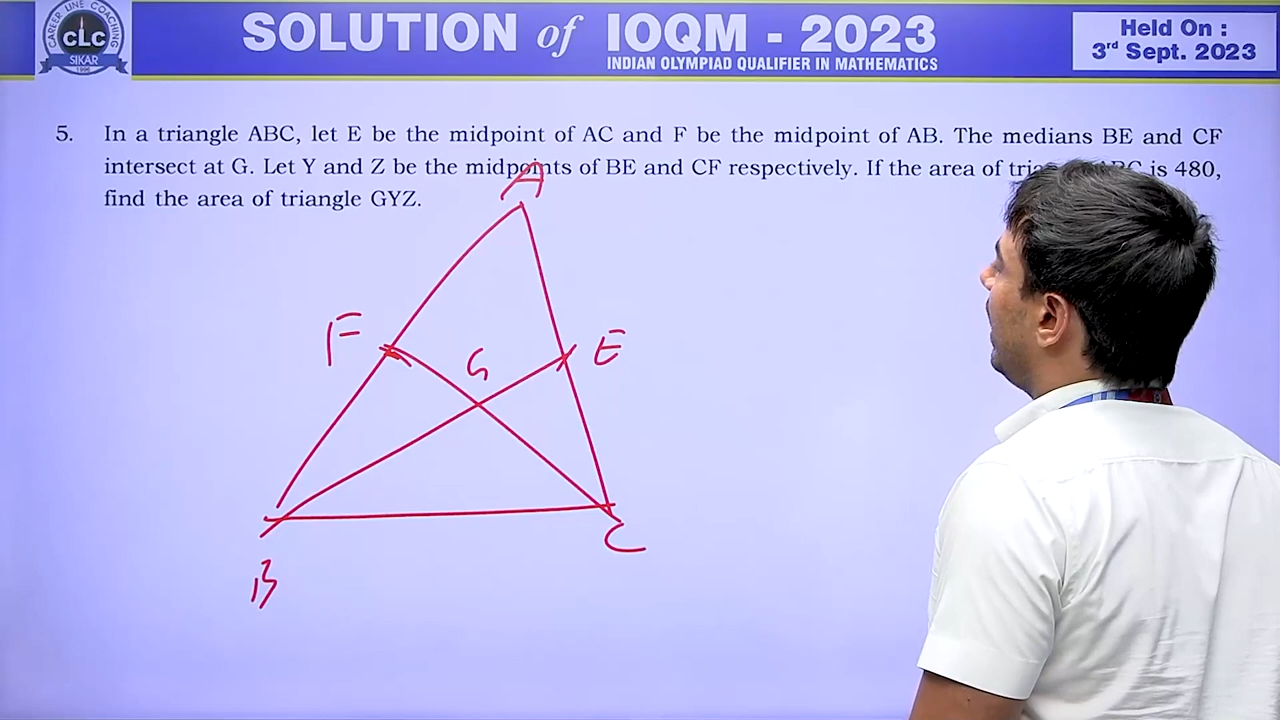 CAREER LINE COACHING
CLC
SIKAR
1996
SOLUTION of IOQM - 2023
INDIAN OLYMPIAD QUALIFIER IN MATHEMATICS
Held On :
3rd Sept. 2023
5. In a triangle ABC, let E be the midpoint of AC and F be the midpoint of AB. The medians BE and CF
intersect at G. Let Y and Z be the midpoints of BE and CF respectively. If the area of is 480,
find the area of triangle GYZ.
A
F
G
E
B
C